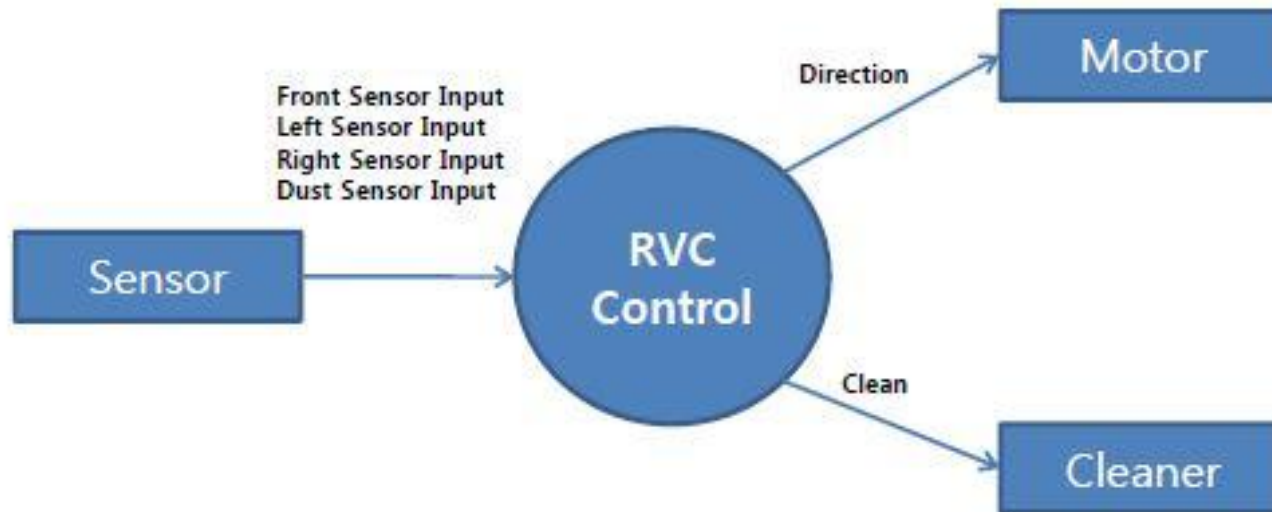 Front Sensor Input
Left Sensor Input
Right Sensor Input
Dust Sensor Input
Sensor
RVC
Control
Direction
Motor
Clean
Cleaner